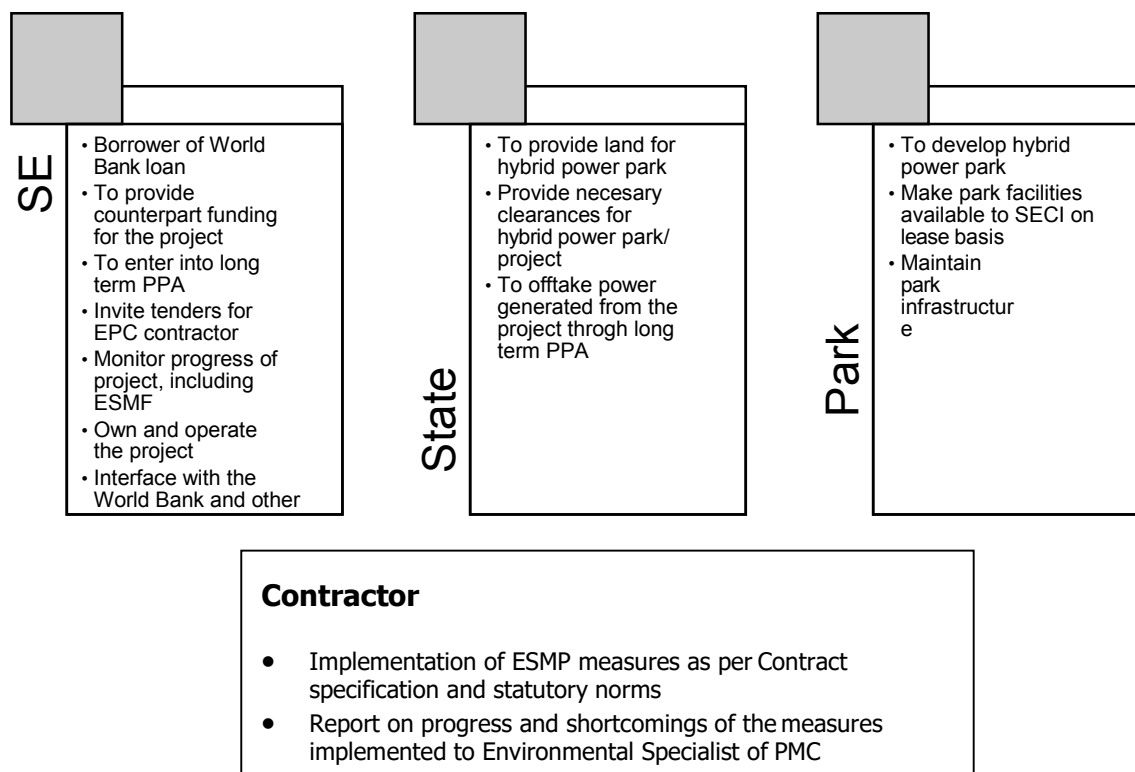 SE
• Borrower of World
Bank loan
• To provide
counterpart funding
for the project
• To enter into long
term PPA
• Invite tenders for
EPC contractor
• Monitor progress of
project, including
ESMF
• Own and operate
the project
• Interface with the
World Bank and other
State
• To provide land for
hybrid power park
• Provide necesary
clearances for
hybrid power park/
project
• To offtake power
generated from the
project throgh long
term PPA
Park
• To develop hybrid
power park
• Make park facilities
available to SECI on
lease basis
• Maintain
park
infrastructur
e
Contractor
• Implementation of ESMP measures as per Contract
specification and statutory norms
• Report on progress and shortcomings of the measures
implemented to Environmental Specialist of PMC